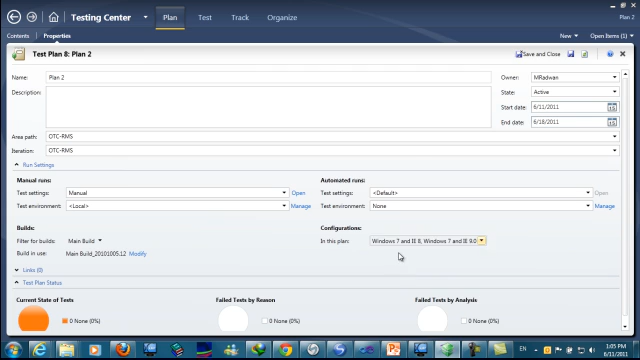 Testing Center Plan Test Track Organize
Plan 2
Contents Properties New Open Items (1)
Test Plan 8: Plan 2 Save and Close
Name: Plan 2 Owner: MRadwan
Description: State: Active
Start date: 6/11/2011
End date: 6/18/2011
Area path: OTC-RMS
Iteration: OTC-RMS
Run Settings
Manual runs: Automated runs:
Test settings: Manual Open Test settings: <Default> Open
Test environment: <Local> Manage Test environment: None Manage
Builds: Configurations:
Filter for builds: Main Build In this plan: Windows 7 and IE 8, Windows 7 and IE 9.0
Build in use: Main Build_20101005.12 Modify
Links (0)
Test Plan Status
Current State of Tests Failed Tests by Reason Failed Tests by Analysis
0 None (0%) 0 None (0%) 0 None (0%)
EN 1:05 PM
6/11/2011